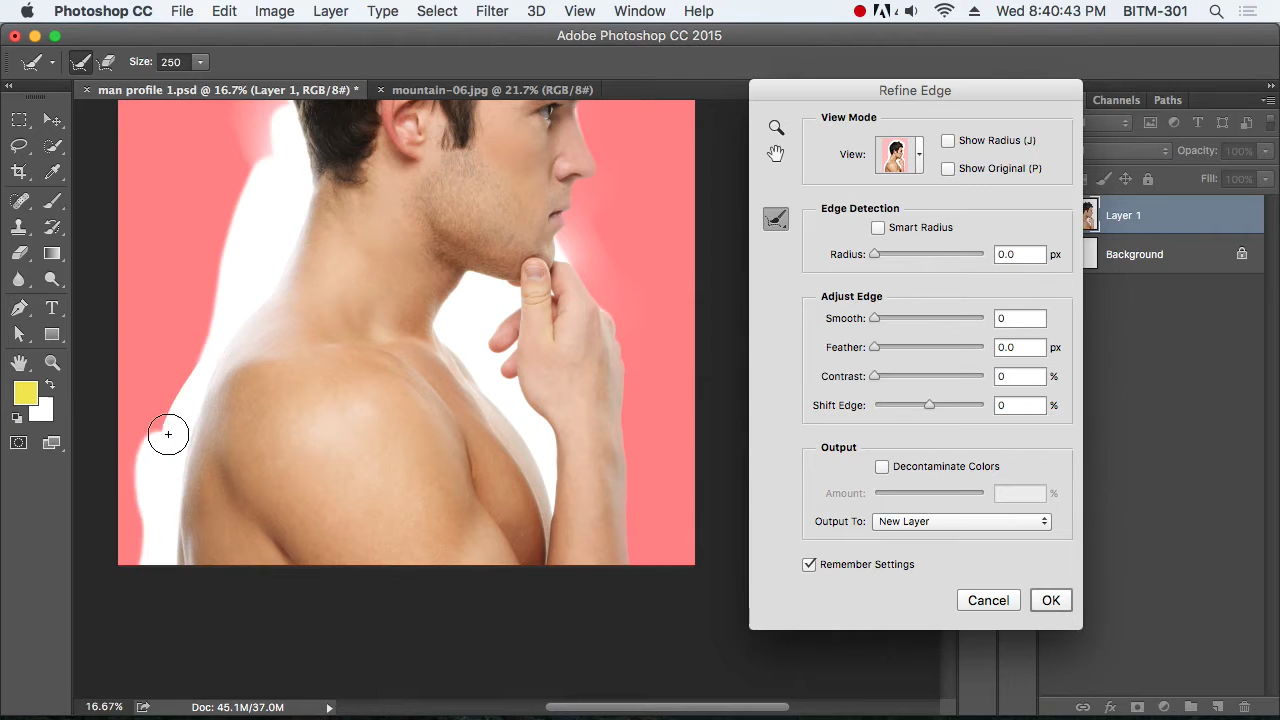 Photoshop CC File Edit Image Layer Type Select Filter 3D View Window Help Wed 8:40:43 PM BITM-301
Adobe Photoshop CC 2015
Size: 250
man profile 1.psd @ 16.7% (Layer 1, RGB/8#) * mountain-06.jpg @ 21.7% (RGB/8#)
Channels Paths
Opacity: 100%
Fill: 100%
Layer 1
Background
Refine Edge
View Mode
View:
Show Radius (J)
Show Original (P)
Edge Detection
Smart Radius
Radius: 0.0 px
Adjust Edge
Smooth: 0
Feather: 0.0 px
Contrast: 0 %
Shift Edge: 0 %
Output
Decontaminate Colors
Amount: %
Output To: New Layer
Remember Settings
Cancel OK
16.67% Doc: 45.1M/37.0M